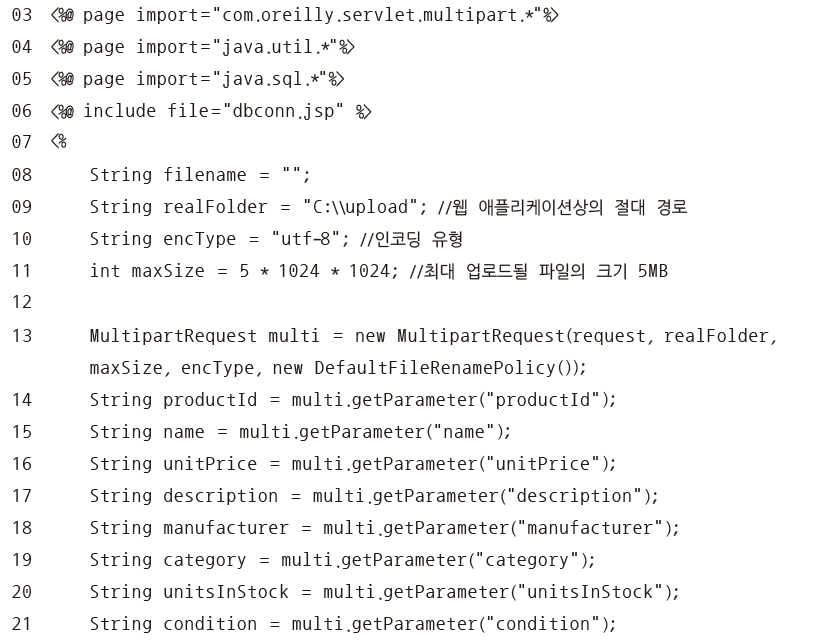 03 <%@ page import="com.oreilly.servlet.multipart.*"%>
04 <%@ page import="java.util.*"%>
05 <%@ page import="java.sql.*"%>
06 <%@ include file="dbconn.jsp" %>
07 <%
08 String filename = "";
09 String realFolder = "C:\\upload"; //웹 애플리케이션상의 절대 경로
10 String encType = "utf-8"; //인코딩 유형
11 int maxSize = 5 * 1024 * 1024; //최대 업로드될 파일의 크기 5MB
12
13 MultipartRequest multi = new MultipartRequest(request, realFolder,
maxSize, encType, new DefaultFileRenamePolicy());
14 String productId = multi.getParameter("productId");
15 String name = multi.getParameter("name");
16 String unitPrice = multi.getParameter("unitPrice");
17 String description = multi.getParameter("description");
18 String manufacturer = multi.getParameter("manufacturer");
19 String category = multi.getParameter("category");
20 String unitsInStock = multi.getParameter("unitsInStock");
21 String condition = multi.getParameter("condition");